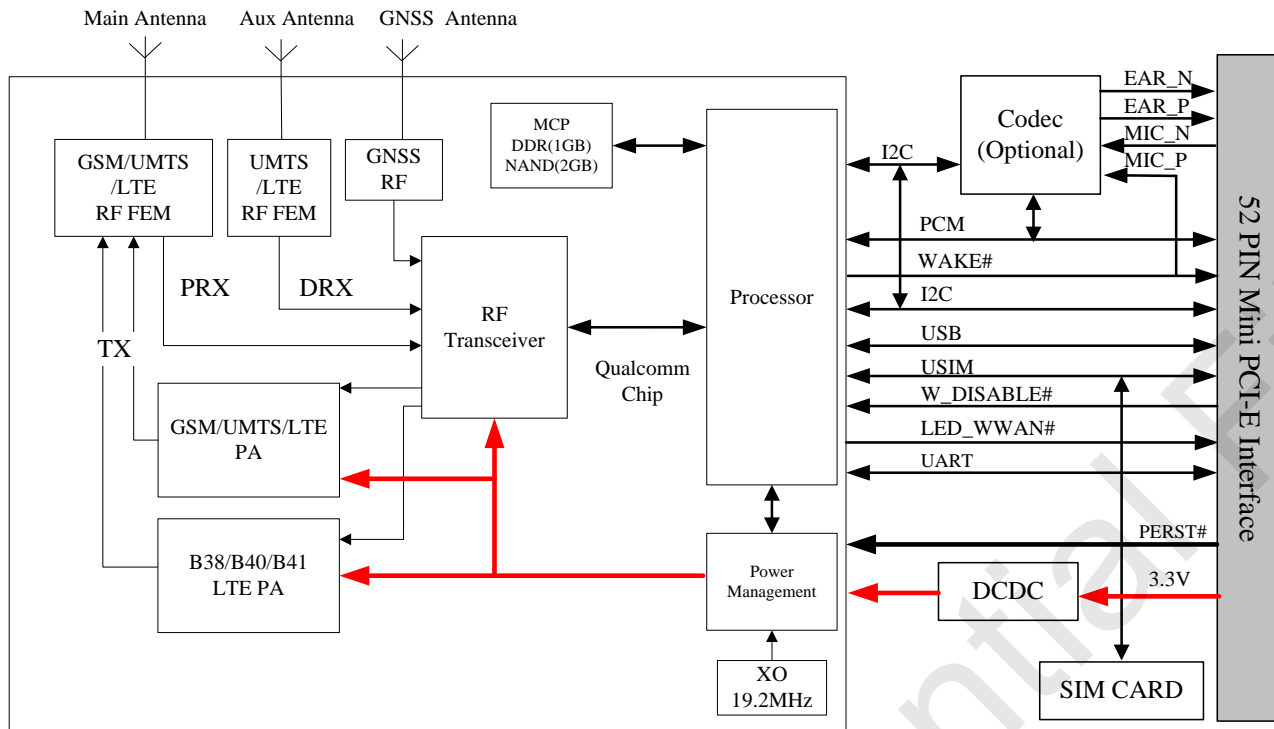 Main Antenna
Aux Antenna
GNSS Antenna
GSM/UMTS
/LTE
RF FEM
UMTS
/LTE
RF FEM
GNSS
RF
MCP
DDR(1GB)
NAND(2GB)
Processor
Codec
(Optional)
EAR_N
EAR_P
MIC_N
MIC_P
I2C
PCM
WAKE#
I2C
USB
USIM
W_DISABLE#
LED_WWAN#
UART
PERST#
3.3V
52 PIN Mini PCI-E Interface
PRX
DRX
TX
RF
Transceiver
Qualcomm
Chip
GSM/UMTS/LTE
PA
B38/B40/B41
LTE PA
Power
Management
DCDC
XO
19.2MHz
SIM CARD
ntial Fi